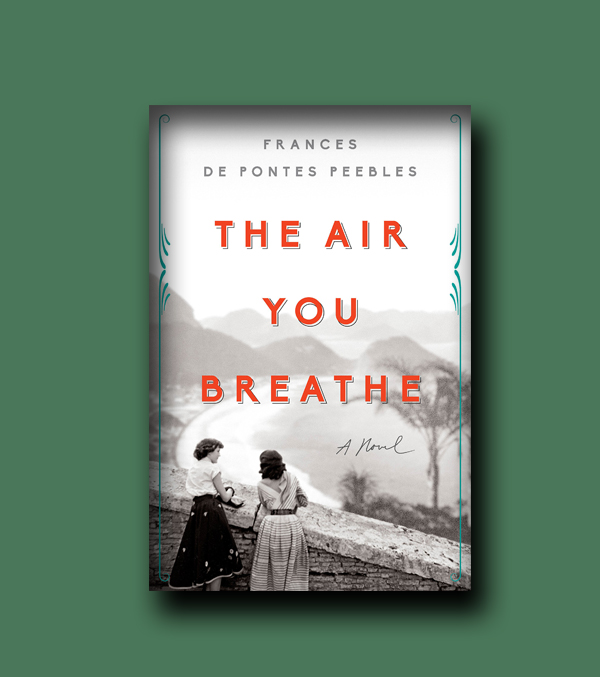 FRANCES
DE PONTES PEEBLES
THE AIR
YOU
BREATHE
A Novel